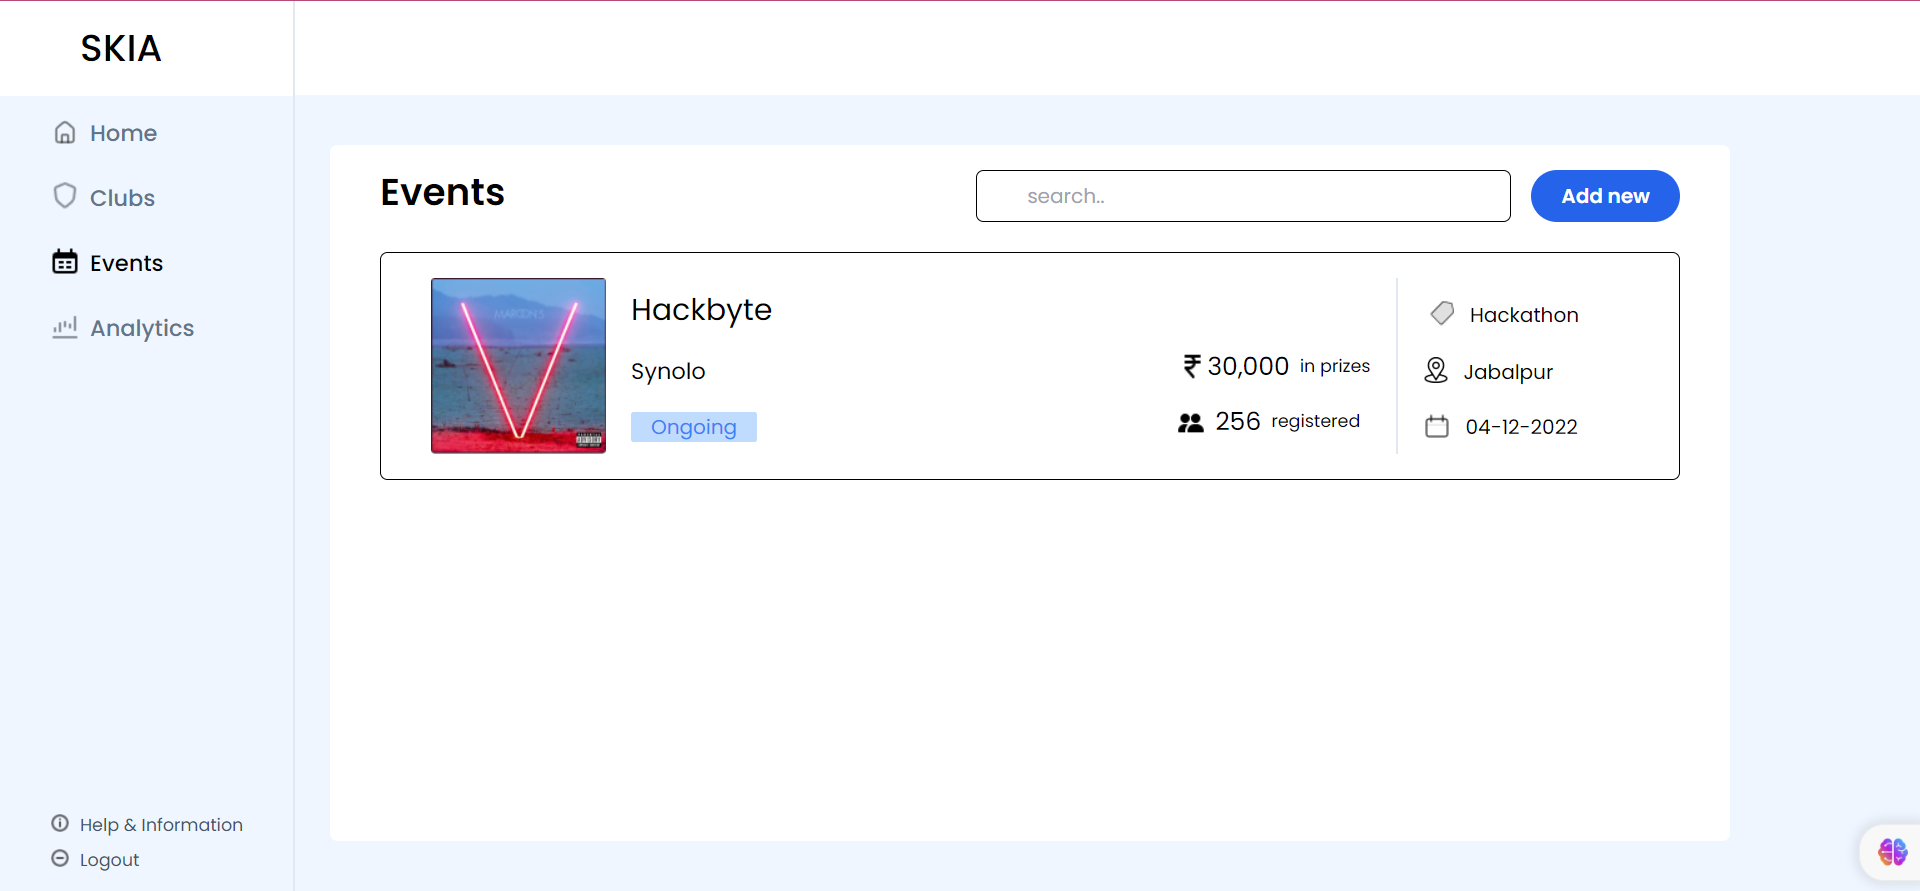 SKIA
Home
Clubs
Events
Analytics
Help & Information
Logout
Events
search..
Add new
MAROON 5
Hackbyte
Synolo
Ongoing
₹ 30,000 in prizes
256 registered
Hackathon
Jabalpur
04-12-2022